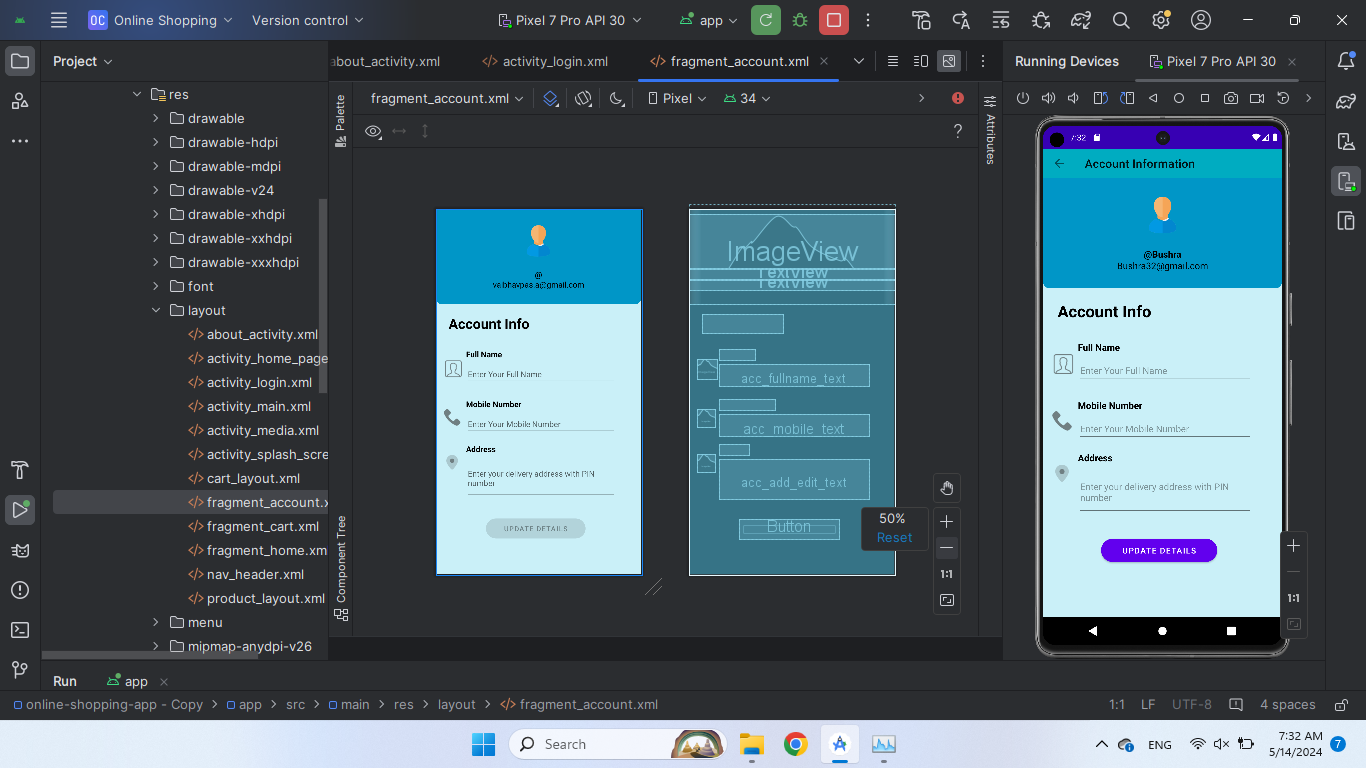 OC Online Shopping Version control Pixel 7 Pro API 30 app
Project
about_activity.xml activity_login.xml fragment_account.xml
Running Devices Pixel 7 Pro API 30
res
drawable
drawable-hdpi
drawable-mdpi
drawable-v24
drawable-xhdpi
drawable-xxhdpi
drawable-xxxhdpi
font
layout
about_activity.xml
activity_home_page
activity_login.xml
activity_main.xml
activity_media.xml
activity_splash_scre
cart_layout.xml
fragment_account.x
fragment_cart.xml
fragment_home.xm
nav_header.xml
product_layout.xml
menu
mipmap-anydpi-v26
Palette
Component Tree
fragment_account.xml Pixel 34
?
Attributes
@
Account Info
Full Name
Enter Your Full Name
Mobile Number
Enter Your Mobile Number
Address
Enter your delivery address with PIN
number
UPDATE DETAILS
ImageView
TextView
TextView
acc_fullname_text
acc_mobile_text
acc_add_edit_text
Button
50%
Reset
1:1
7:32
Account Information
@Bushra
Bushra32@gmail.com
Account Info
Full Name
Enter Your Full Name
Mobile Number
Enter Your Mobile Number
Address
Enter your delivery address with PIN
number
UPDATE DETAILS
1:1
Run app
online-shopping-app - Copy > app > src > main > res > layout > fragment_account.xml
1:1 LF UTF-8 4 spaces
Search
ENG
7:32 AM
5/14/2024
7